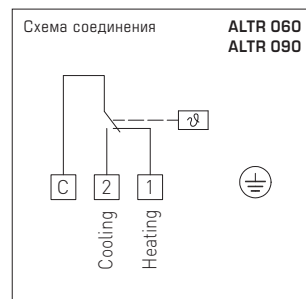 Схема соединения
ALTR 060
ALTR 090
ϑ
C 2 1
Cooling
Heating